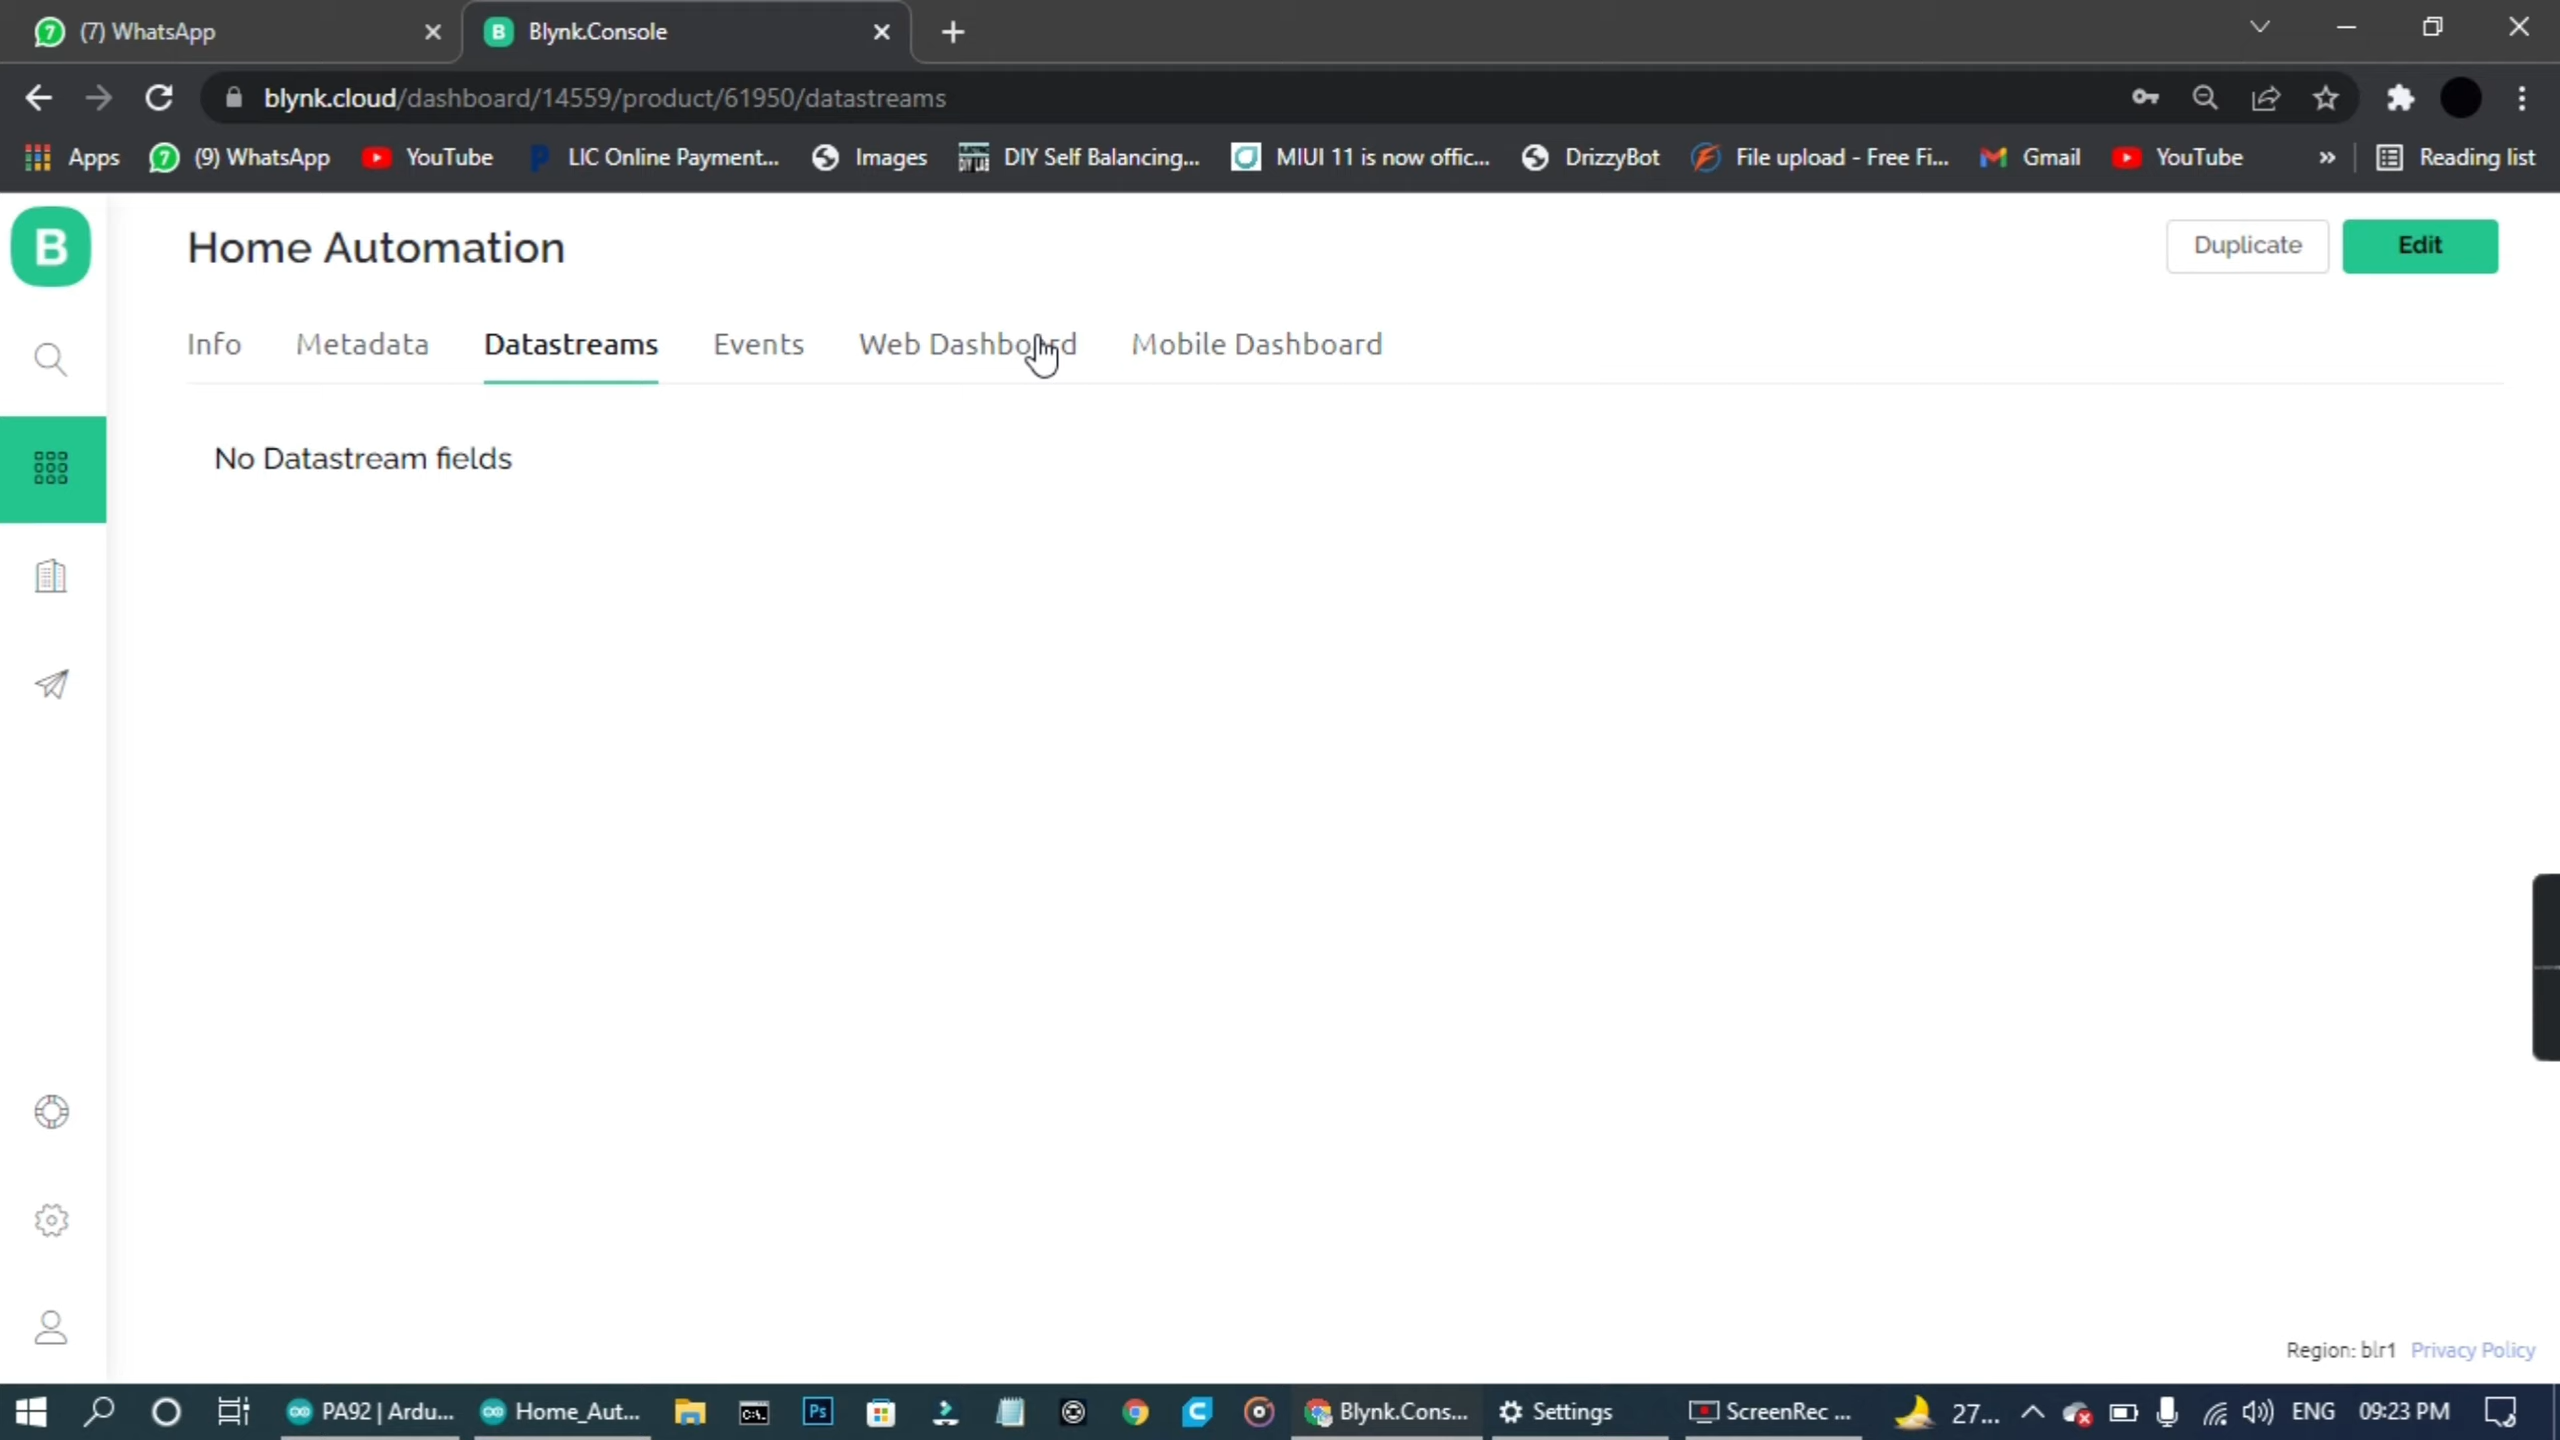 (7) WhatsApp
Blynk.Console
blynk.cloud/dashboard/14559/product/61950/datastreams
Apps
(9) WhatsApp
YouTube
LIC Online Payment...
Images
DIY Self Balancing...
MIUI 11 is now offic...
DrizzyBot
File upload - Free Fi...
Gmail
YouTube
»
Reading list
B
Home Automation
Duplicate
Edit
Info
Metadata
Datastreams
Events
Web Dashboard
Mobile Dashboard
No Datastream fields
Region: blr1 Privacy Policy
PA92 | Ardu...
Home_Aut...
Ps
Blynk.Cons...
Settings
ScreenRec ...
27...
ENG
09:23 PM